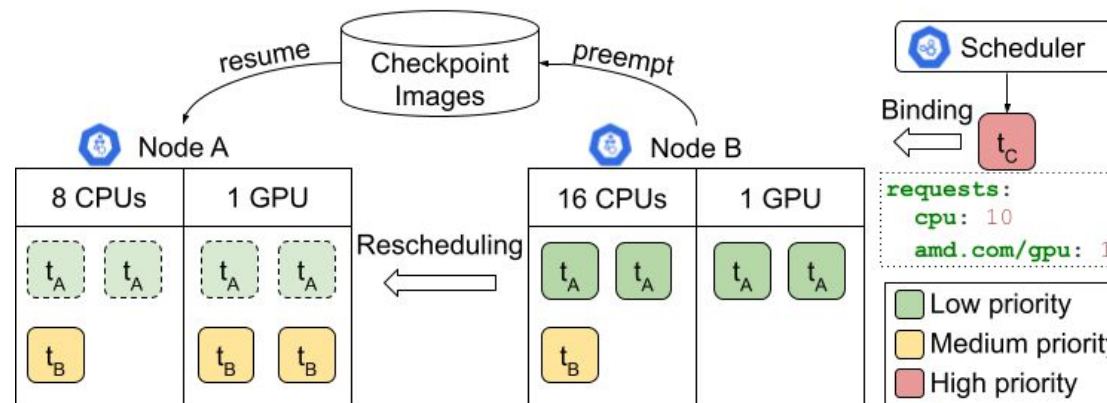 resume
Checkpoint
Images
preempt
Scheduler
Binding
t_C
requests:
cpu: 10
amd.com/gpu: 1
Node A
8 CPUs
1 GPU
t_A t_A
t_A t_A
t_B
t_B t_B
Rescheduling
Node B
16 CPUs
1 GPU
t_A t_A
t_A t_A
t_B
Low priority
Medium priority
High priority